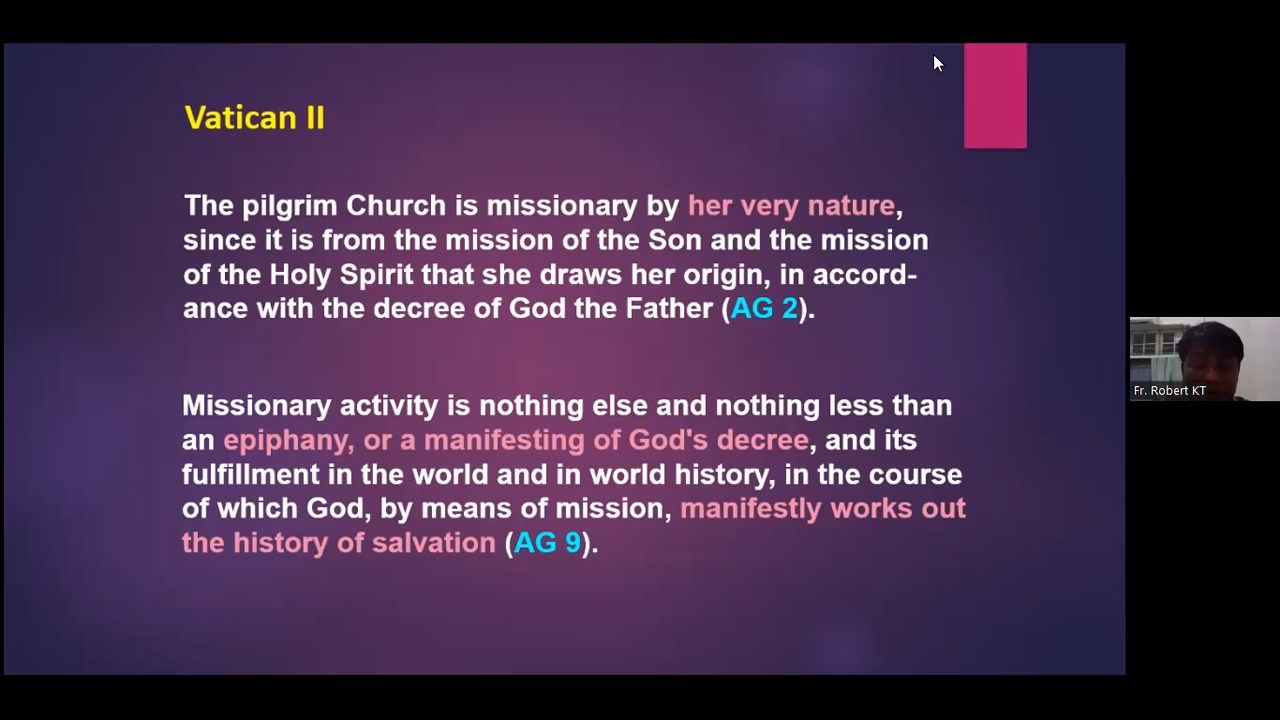 Vatican II
The pilgrim Church is missionary by her very nature,
since it is from the mission of the Son and the mission
of the Holy Spirit that she draws her origin, in accord-
ance with the decree of God the Father (AG 2).
Missionary activity is nothing else and nothing less than
an epiphany, or a manifesting of God's decree, and its
fulfillment in the world and in world history, in the course
of which God, by means of mission, manifestly works out
the history of salvation (AG 9).
Fr. Robert KT